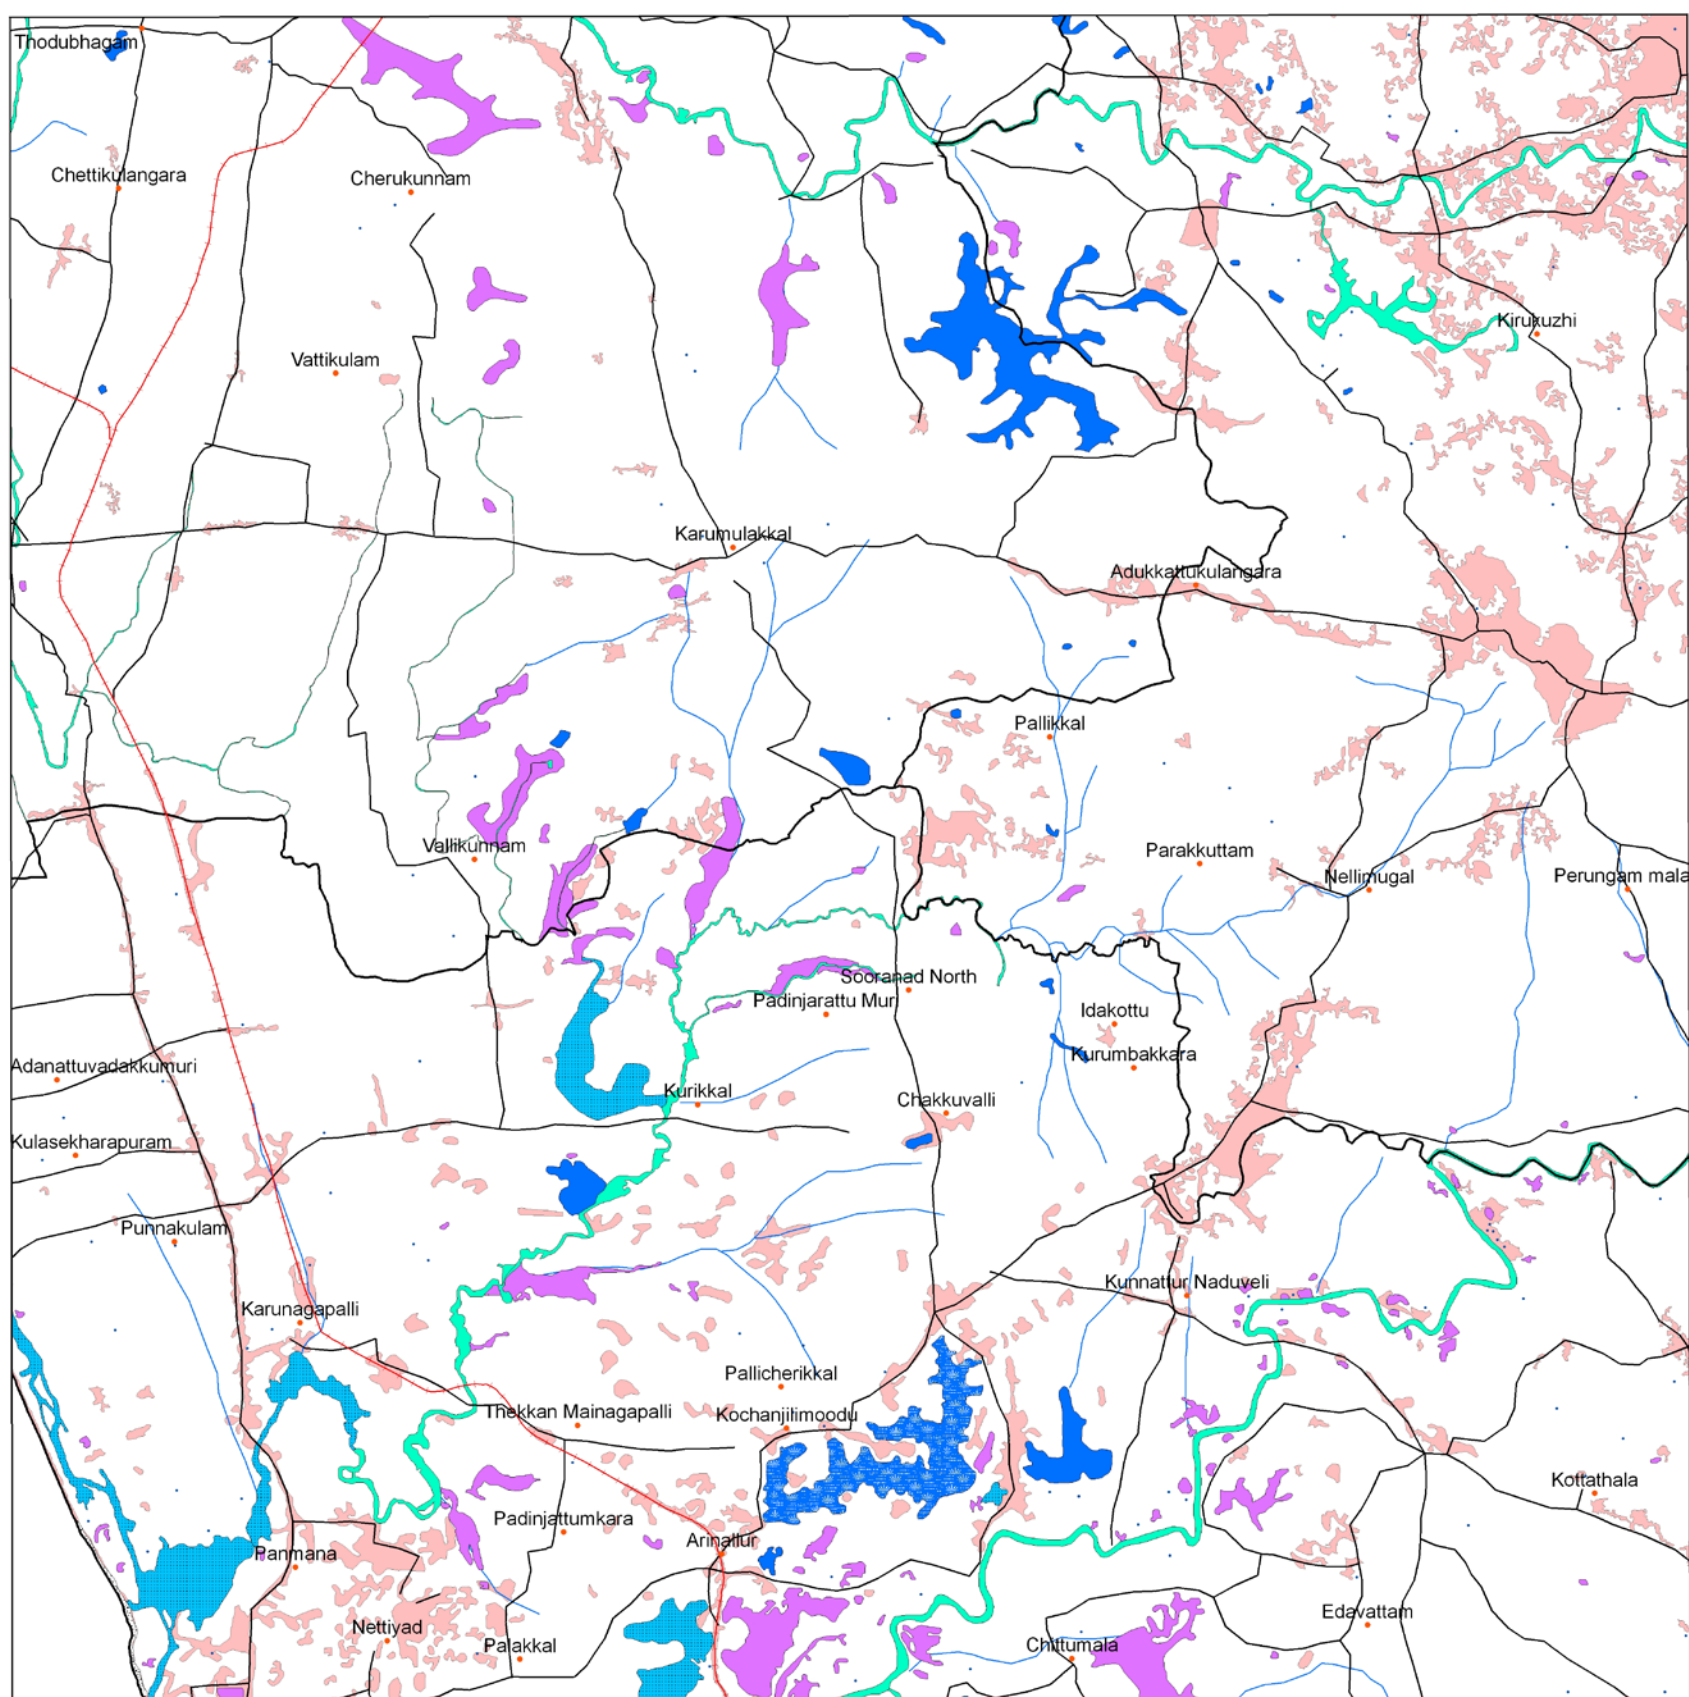 Thodubhagam
Chettikulangara
Cherukunnam
Kirukuzhi
Vattikulam
Karumulakkal
Adukkattukulangara
Pallikkal
Vallikunnam
Parakkuttam
Nellimugal
Perungam mala
Sooranad North
Padinjarattu Muri
Idakottu
Kurumbakkara
Adanattuvadakkumuri
Kurikkal
Chakkuvalli
Kulasekharapuram
Punnakulam
Kunnattur Naduveli
Karunagapalli
Pallicherikkal
Thekkan Mainagapalli
Kochanjilimoodu
Kottathala
Padinjattumkara
Arinallur
Panmana
Edavattam
Nettiyad
Palakkal
Chittumala